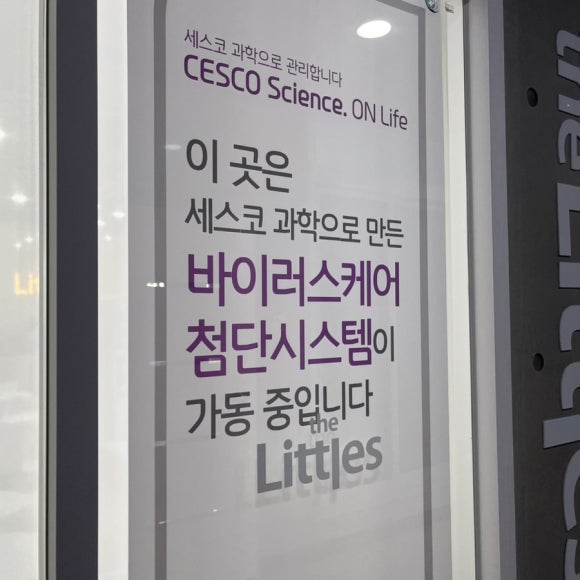 세스코 과학으로 관리합니다
CESCO Science. ON Life
이 곳은
세스코 과학으로 만든
바이러스케어
첨단시스템이
가동 중입니다
the
Littles
the Littles